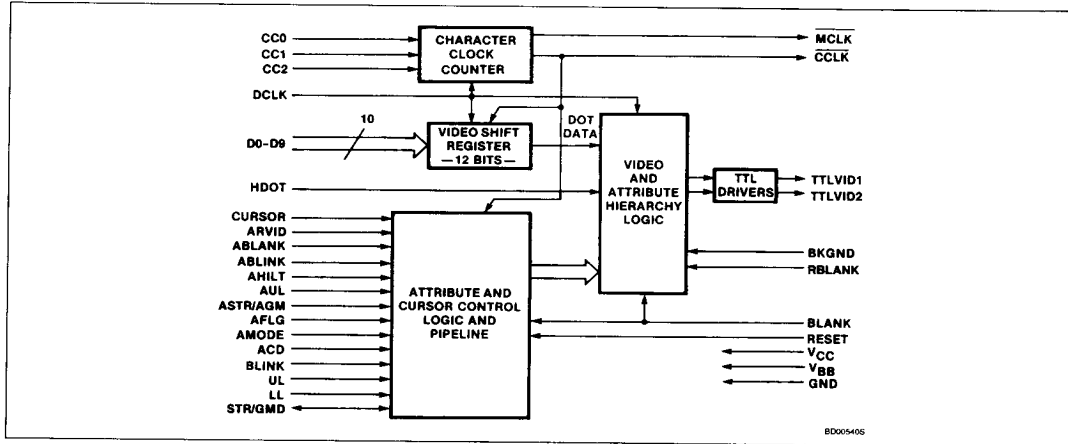 CC0
CC1
CC2
DCLK
D0-D9
10
HDOT
CURSOR
ARVID
ABLANK
ABLINK
AHILT
AUL
ASTR/AGM
AFLG
AMODE
ACD
BLINK
UL
LL
STR/GMD
CHARACTER
CLOCK
COUNTER
VIDEO SHIFT
REGISTER
—12 BITS—
DOT
DATA
ATTRIBUTE AND
CURSOR CONTROL
LOGIC AND
PIPELINE
VIDEO
AND
ATTRIBUTE
HIERARCHY
LOGIC
TTL
DRIVERS
MCLK
CCLK
TTLVID1
TTLVID2
BKGND
RBLANK
BLANK
RESET
VCC
VBB
GND
BD00540S